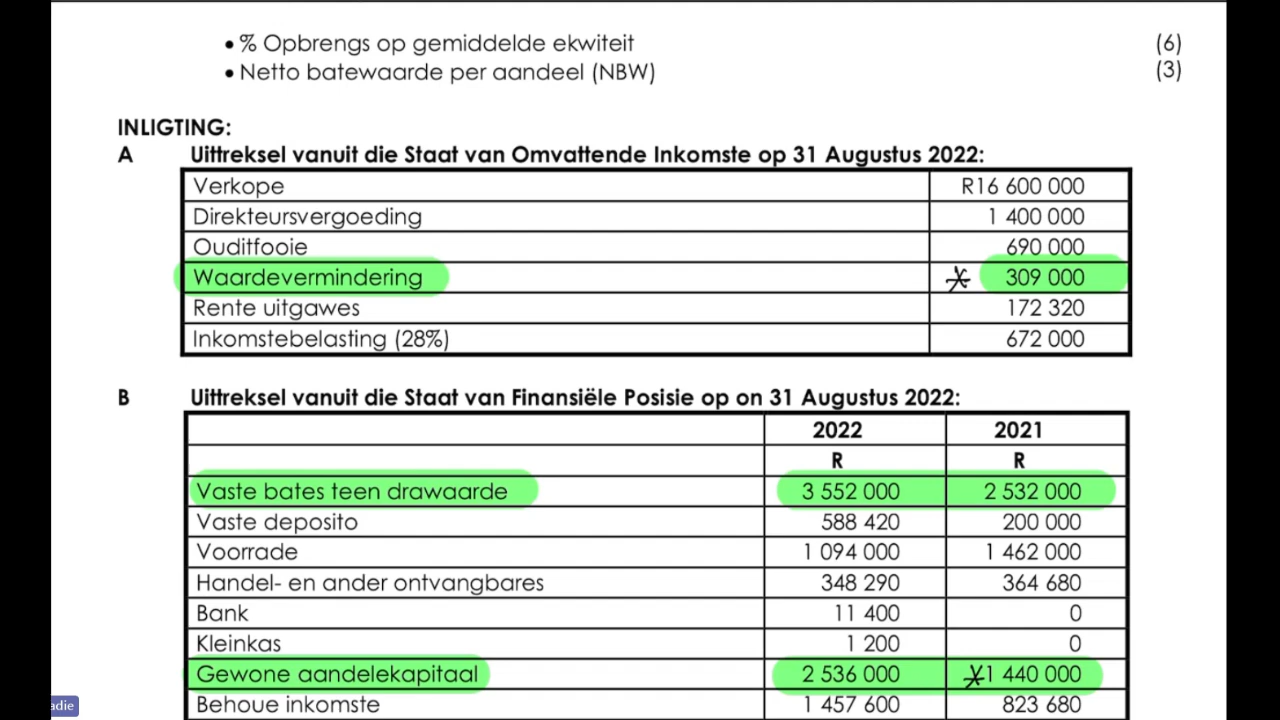 • % Opbrengs op gemiddelde ekwiteit (6)
• Netto batewaarde per aandeel (NBW) (3)
INLIGTING:
A Uittreksel vanuit die Staat van Omvattende Inkomste op 31 Augustus 2022:
Verkope R16 600 000
Direkteursvergoeding 1 400 000
Ouditfooie 690 000
Waardevermindering 309 000
Rente uitgawes 172 320
Inkomstebelasting (28%) 672 000
B Uittreksel vanuit die Staat van Finansiële Posisie op on 31 Augustus 2022:
2022 2021
R R
Vaste bates teen drawaarde 3 552 000 2 532 000
Vaste deposito 588 420 200 000
Voorrade 1 094 000 1 462 000
Handel- en ander ontvangbares 348 290 364 680
Bank 11 400 0
Kleinkas 1 200 0
Gewone aandelekapitaal 2 536 000 1 440 000
Behoue inkomste 1 457 600 823 680
adie